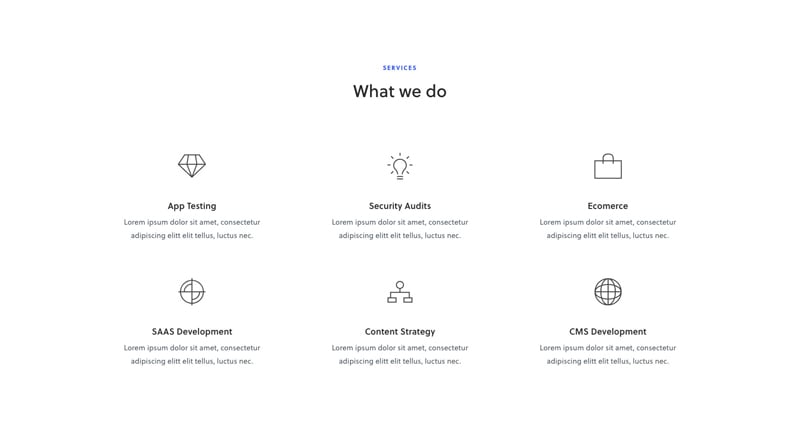 SERVICES
What we do
App Testing
Lorem ipsum dolor sit amet, consectetur
adipiscing elitt elit tellus, luctus nec.
Security Audits
Lorem ipsum dolor sit amet, consectetur
adipiscing elitt elit tellus, luctus nec.
Ecomerce
Lorem ipsum dolor sit amet, consectetur
adipiscing elitt elit tellus, luctus nec.
SAAS Development
Lorem ipsum dolor sit amet, consectetur
adipiscing elitt elit tellus, luctus nec.
Content Strategy
Lorem ipsum dolor sit amet, consectetur
adipiscing elitt elit tellus, luctus nec.
CMS Development
Lorem ipsum dolor sit amet, consectetur
adipiscing elitt elit tellus, luctus nec.